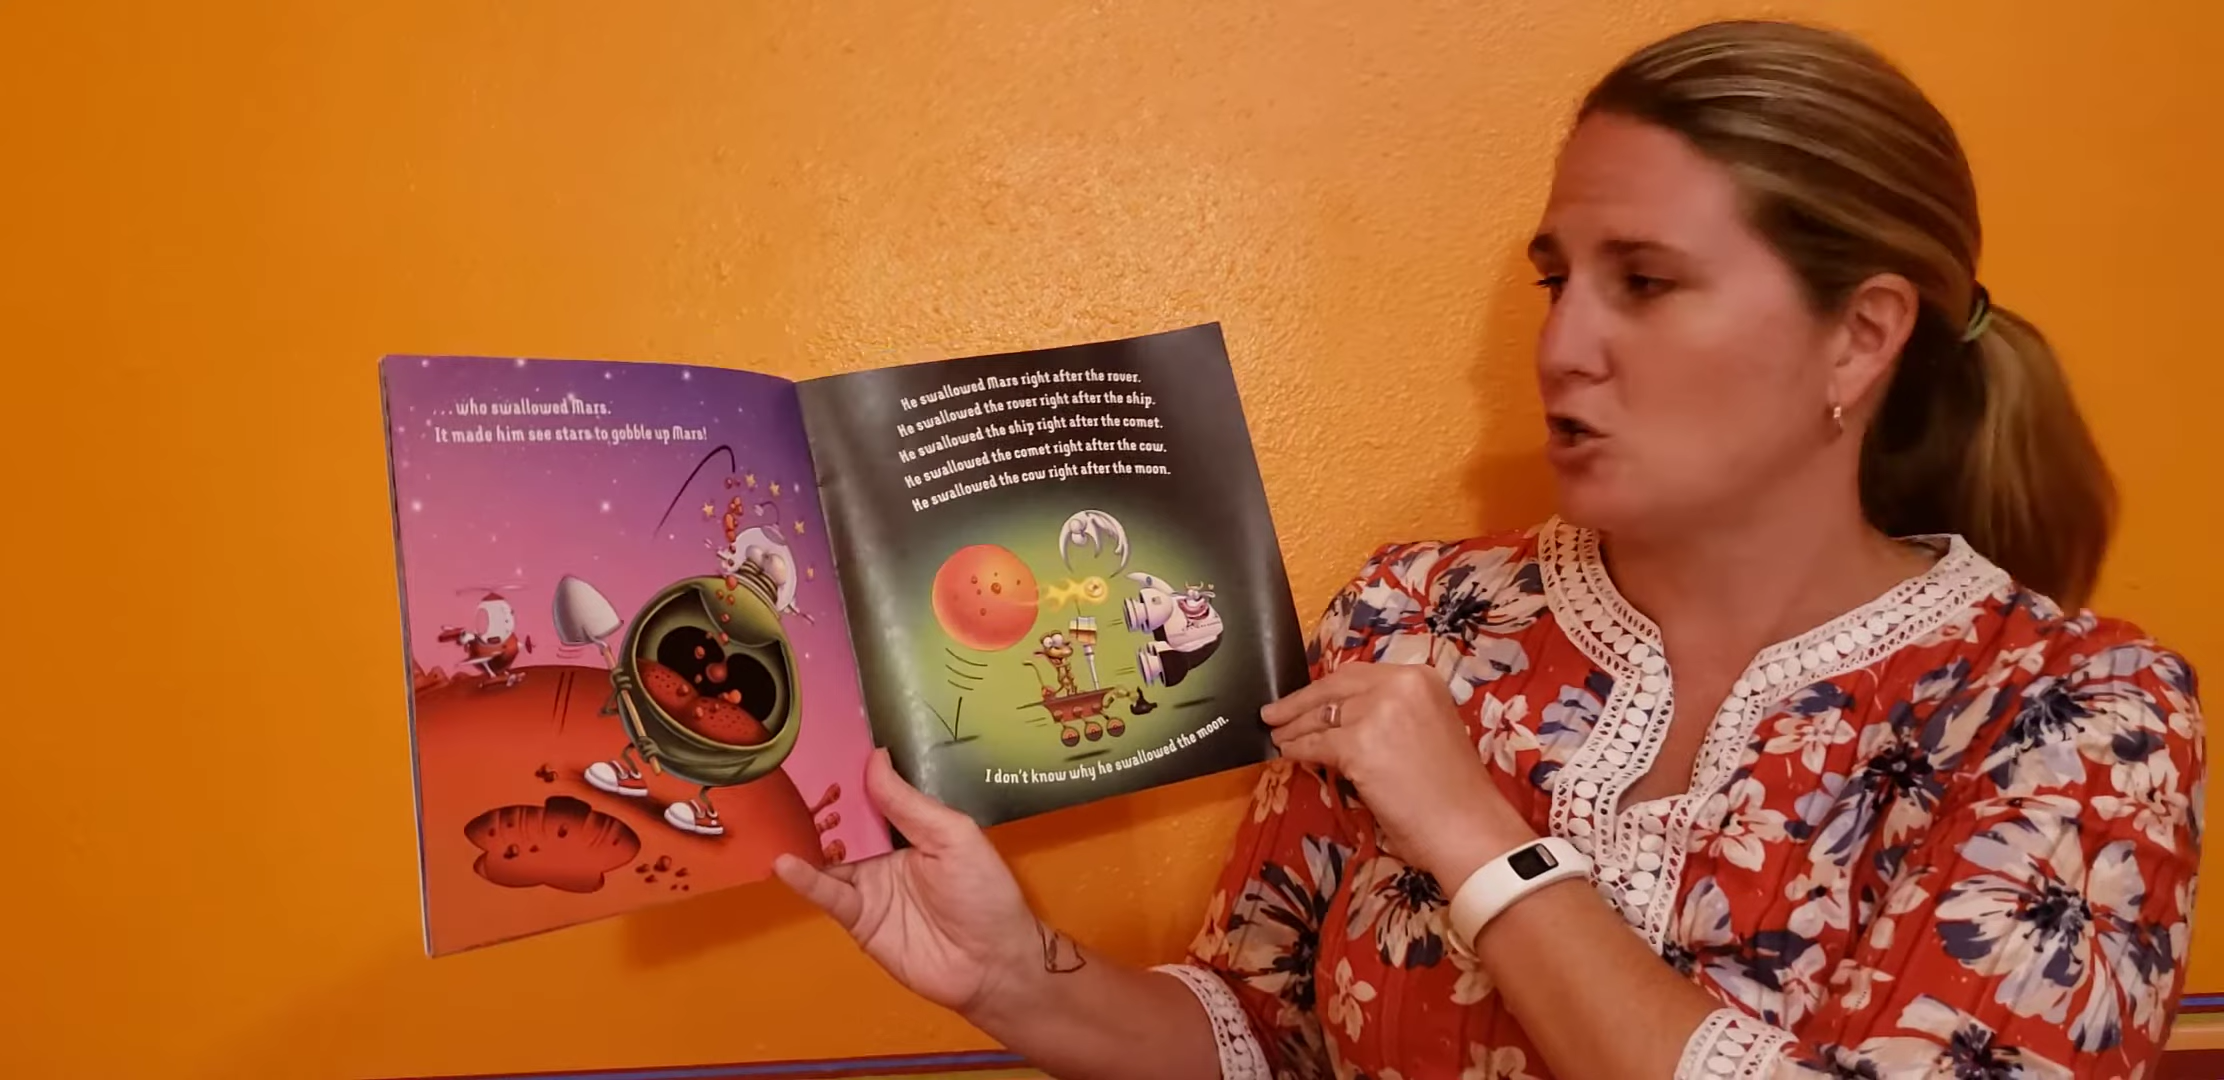 ...who swallowed Mars.
It made him see stars to gobble up Mars!
He swallowed Mars right after the rover.
He swallowed the rover right after the ship.
He swallowed the ship right after the comet.
He swallowed the comet right after the cow.
He swallowed the cow right after the moon.
I don't know why he swallowed the moon.